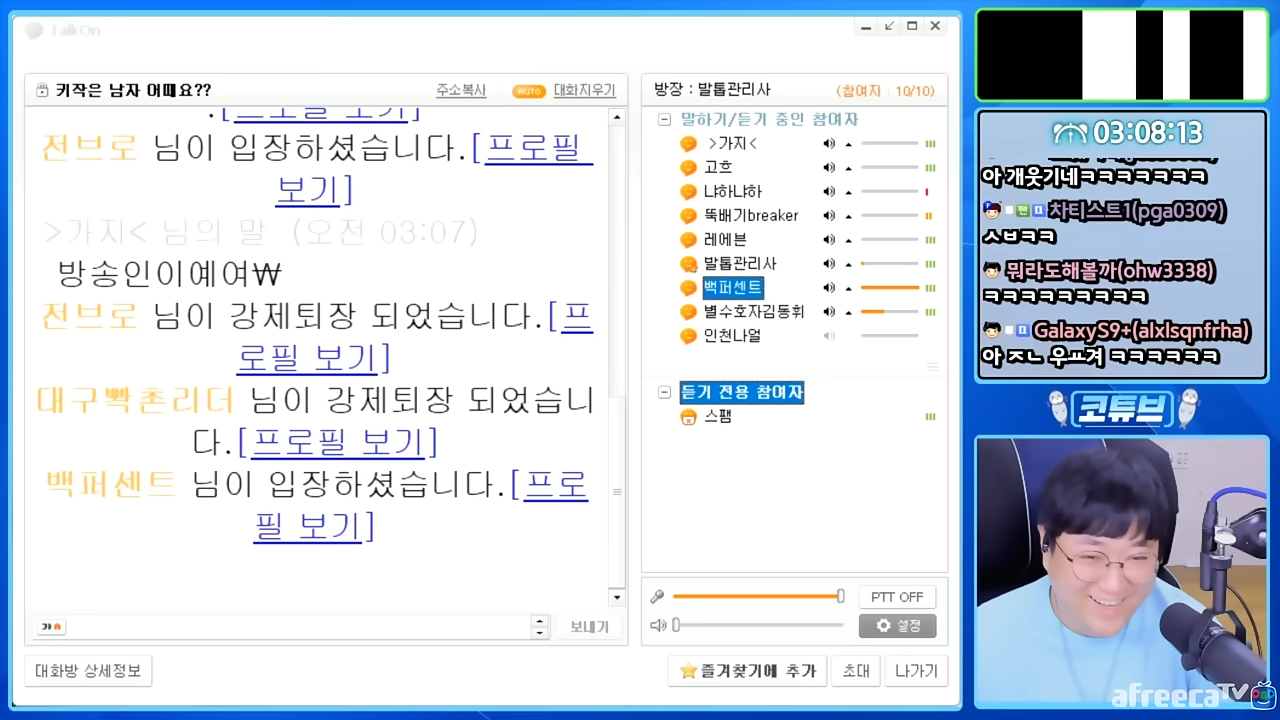 TalkOn
키작은 남자 어때요??
주소복사
AUTO
대화지우기
.[프로필 보기]
전브로 님이 입장하셨습니다.[프로필
보기]
>가지< 님의 말 (오전 03:07)
방송인이예여₩
전브로 님이 강제퇴장 되었습니다.[프
로필 보기]
대구빡촌리더 님이 강제퇴장 되었습니
다.[프로필 보기]
백퍼센트 님이 입장하셨습니다.[프로
필 보기]
가
보내기
대화방 상세정보
방장 : 발톱관리사
(참여자 : 10/10)
말하기/듣기 중인 참여자
>가지<
고흐
냐하냐하
뚝배기breaker
레에븐
발톱관리사
백퍼센트
별수호자김동휘
인천나얼
듣기 전용 참여자
스팸
PTT OFF
설정
즐겨찾기에 추가
초대
나가기
03:08:13
아 개웃기네ㅋㅋㅋㅋㅋㅋㅋ
팬
차티스트1(pga0309)
ㅅㅂㅋㅋ
뭐라도해볼까(ohw3338)
ㅋㅋㅋㅋㅋㅋㅋㅋㅋ
GalaxyS9+(alxlsqnfrha)
아 ㅈㄴ 우ㅛ겨 ㅋㅋㅋㅋㅋㅋ
코튜브
afreecaTV